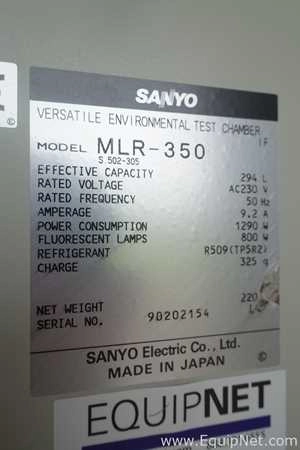 SANYO
VERSATILE ENVIRONMENTAL TEST CHAMBER
IF
MODEL MLR-350
S.502-305
EFFECTIVE CAPACITY 294 L
RATED VOLTAGE AC230 V
RATED FREQUENCY 50 Hz
AMPERAGE 9.2 A
POWER CONSUMPTION 1290 W
FLUORESCENT LAMPS 800 W
REFRIGERANT R509(TP5R2)
CHARGE 325 g
NET WEIGHT 220
SERIAL NO. 90202154
SANYO Electric Co., Ltd.
MADE IN JAPAN ©
EQUIPNET
www.EquipNet.com